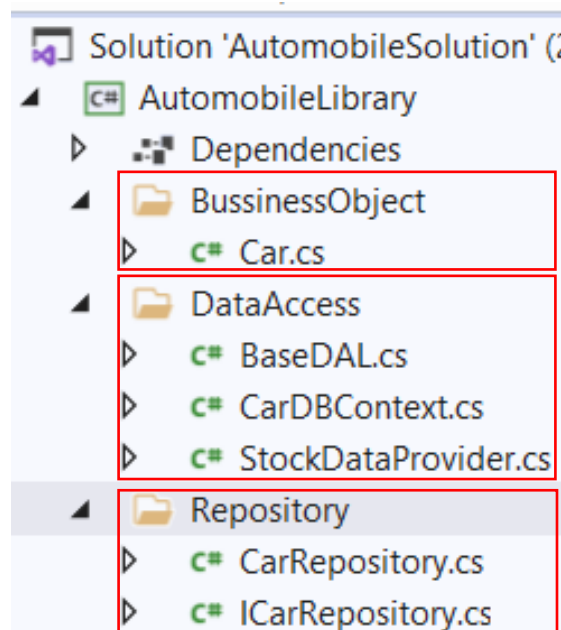 Solution 'AutomobileSolution' (2
C# AutomobileLibrary
Dependencies
BussinessObject
C# Car.cs
DataAccess
C# BaseDAL.cs
C# CarDBContext.cs
C# StockDataProvider.cs
Repository
C# CarRepository.cs
C# ICarRepository.cs